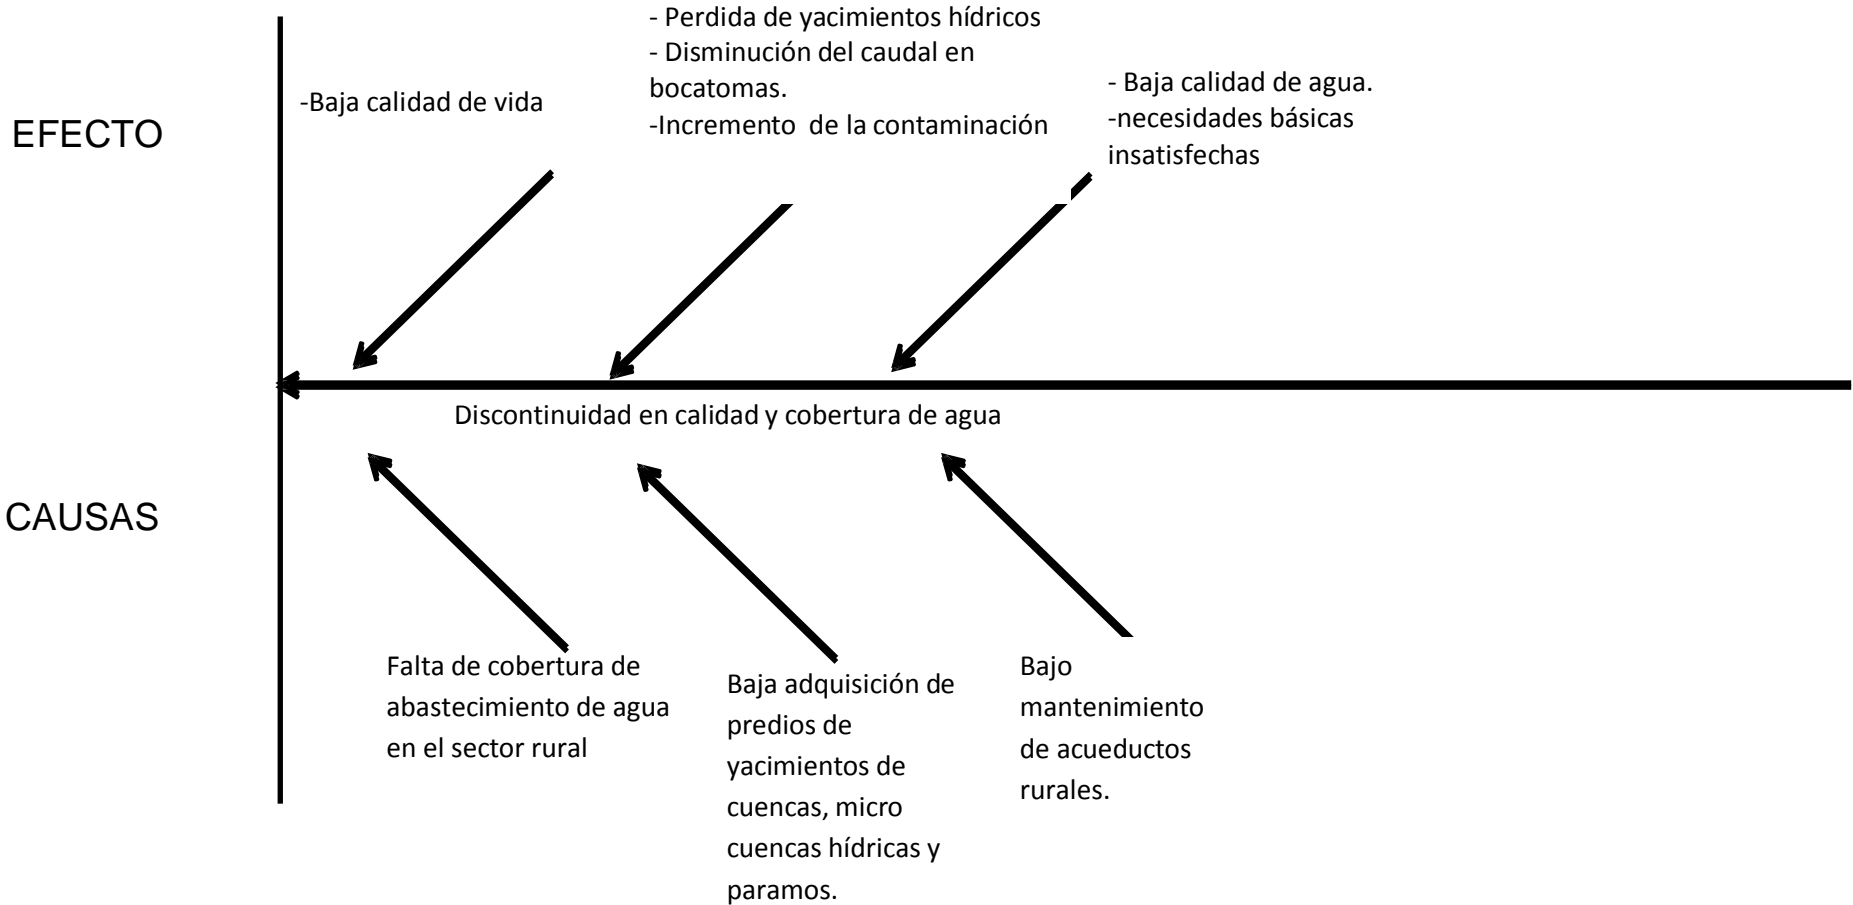 EFECTO
-Baja calidad de vida
- Perdida de yacimientos hídricos
- Disminución del caudal en
bocatomas.
-Incremento  de la contaminación
- Baja calidad de agua.
-necesidades básicas
insatisfechas
Discontinuidad en calidad y cobertura de agua
CAUSAS
Falta de cobertura de
abastecimiento de agua
en el sector rural
Baja adquisición de
predios de
yacimientos de
cuencas, micro
cuencas hídricas y
paramos.
Bajo
mantenimiento
de acueductos
rurales.